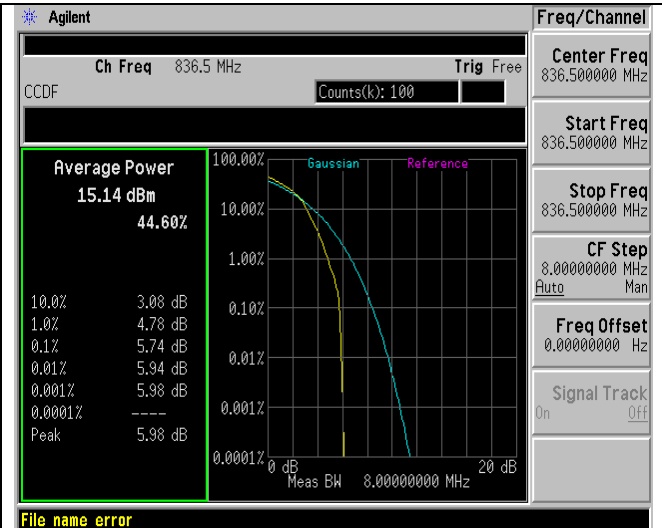 Agilent
Freq/Channel
Ch Freq 836.5 MHz Trig Free
CCDF Counts(k): 100
Average Power
15.14 dBm
44.60%
10.0% 3.08 dB
1.0% 4.78 dB
0.1% 5.74 dB
0.01% 5.94 dB
0.001% 5.98 dB
0.0001% ----
Peak 5.98 dB
Gaussian Reference
100.00%
10.00%
1.00%
0.10%
0.01%
0.001%
0.0001%
0 dB 20 dB
Meas BW 8.00000000 MHz
Center Freq
836.500000 MHz
Start Freq
836.500000 MHz
Stop Freq
836.500000 MHz
CF Step
8.00000000 MHz
Auto Man
Freq Offset
0.00000000 Hz
Signal Track
On Off
File name error